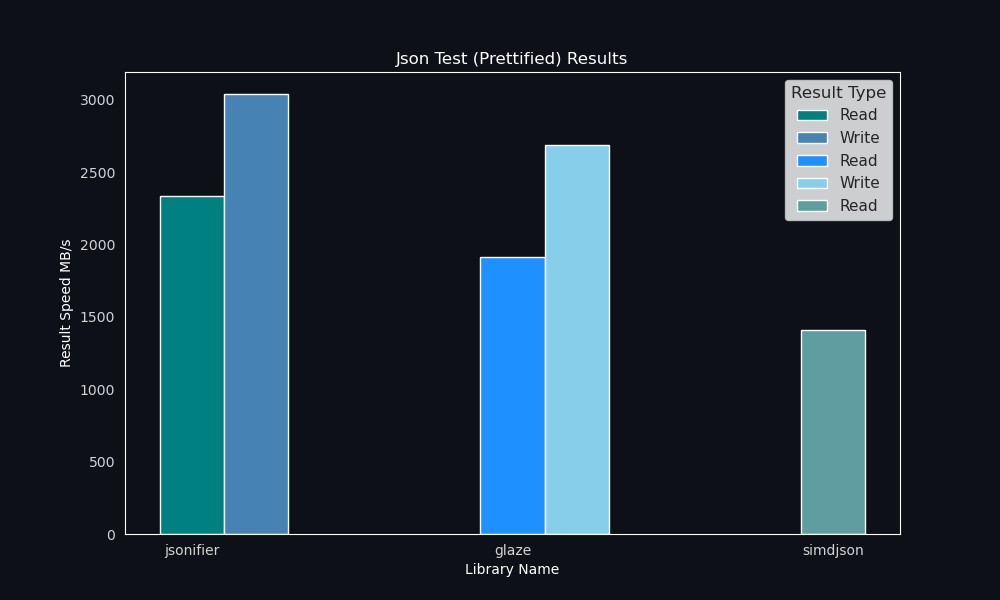 Json Test (Prettified) Results
Result Type
Read
Write
Read
Write
Read
3000
2500
2000
1500
1000
500
0
Result Speed MB/s
jsonifier
glaze
simdjson
Library Name